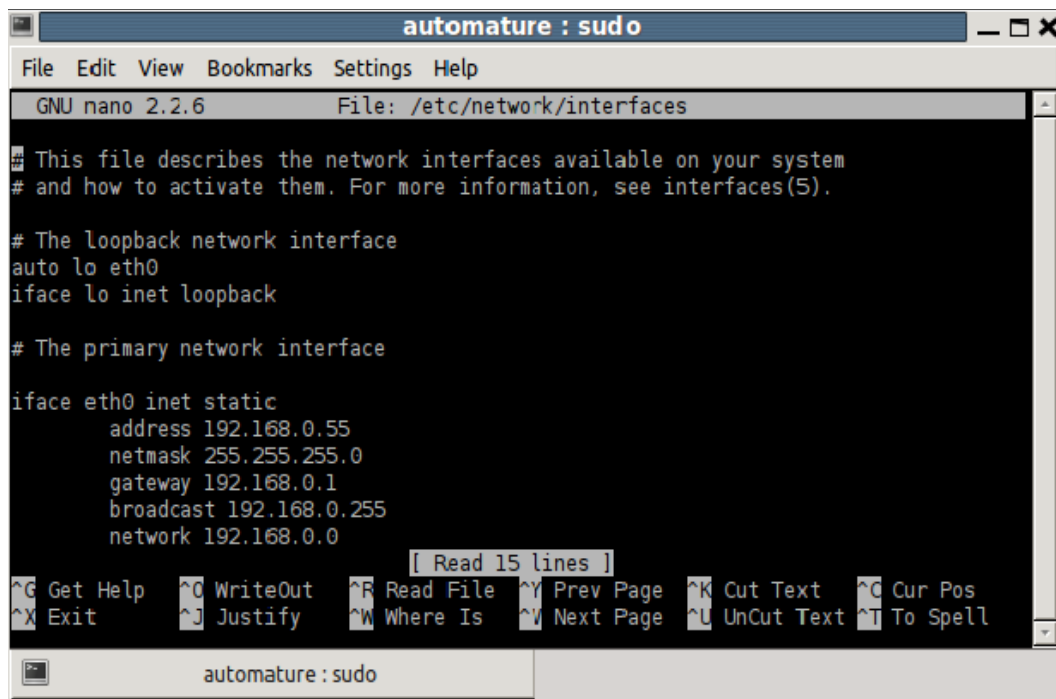 automature : sudo
File Edit View Bookmarks Settings Help
GNU nano 2.2.6 File: /etc/network/interfaces
# This file describes the network interfaces available on your system
# and how to activate them. For more information, see interfaces(5).
# The loopback network interface
auto lo eth0
iface lo inet loopback
# The primary network interface
iface eth0 inet static
address 192.168.0.55
netmask 255.255.255.0
gateway 192.168.0.1
broadcast 192.168.0.255
network 192.168.0.0
[ Read 15 lines ]
^G Get Help ^O WriteOut ^R Read File ^Y Prev Page ^K Cut Text ^C Cur Pos
^X Exit ^J Justify ^W Where Is ^V Next Page ^U UnCut Text ^T To Spell
automature : sudo